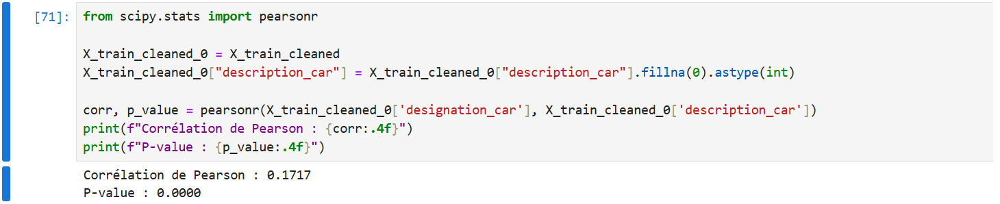 [71]:
from scipy.stats import pearsonr
X_train_cleaned_0 = X_train_cleaned
X_train_cleaned_0["description_car"] = X_train_cleaned_0["description_car"].fillna(0).astype(int)
corr, p_value = pearsonr(X_train_cleaned_0['designation_car'], X_train_cleaned_0['description_car'])
print(f"Corrélation de Pearson : {corr:.4f}")
print(f"P-value : {p_value:.4f}")
Corrélation de Pearson : 0.1717
P-value : 0.0000